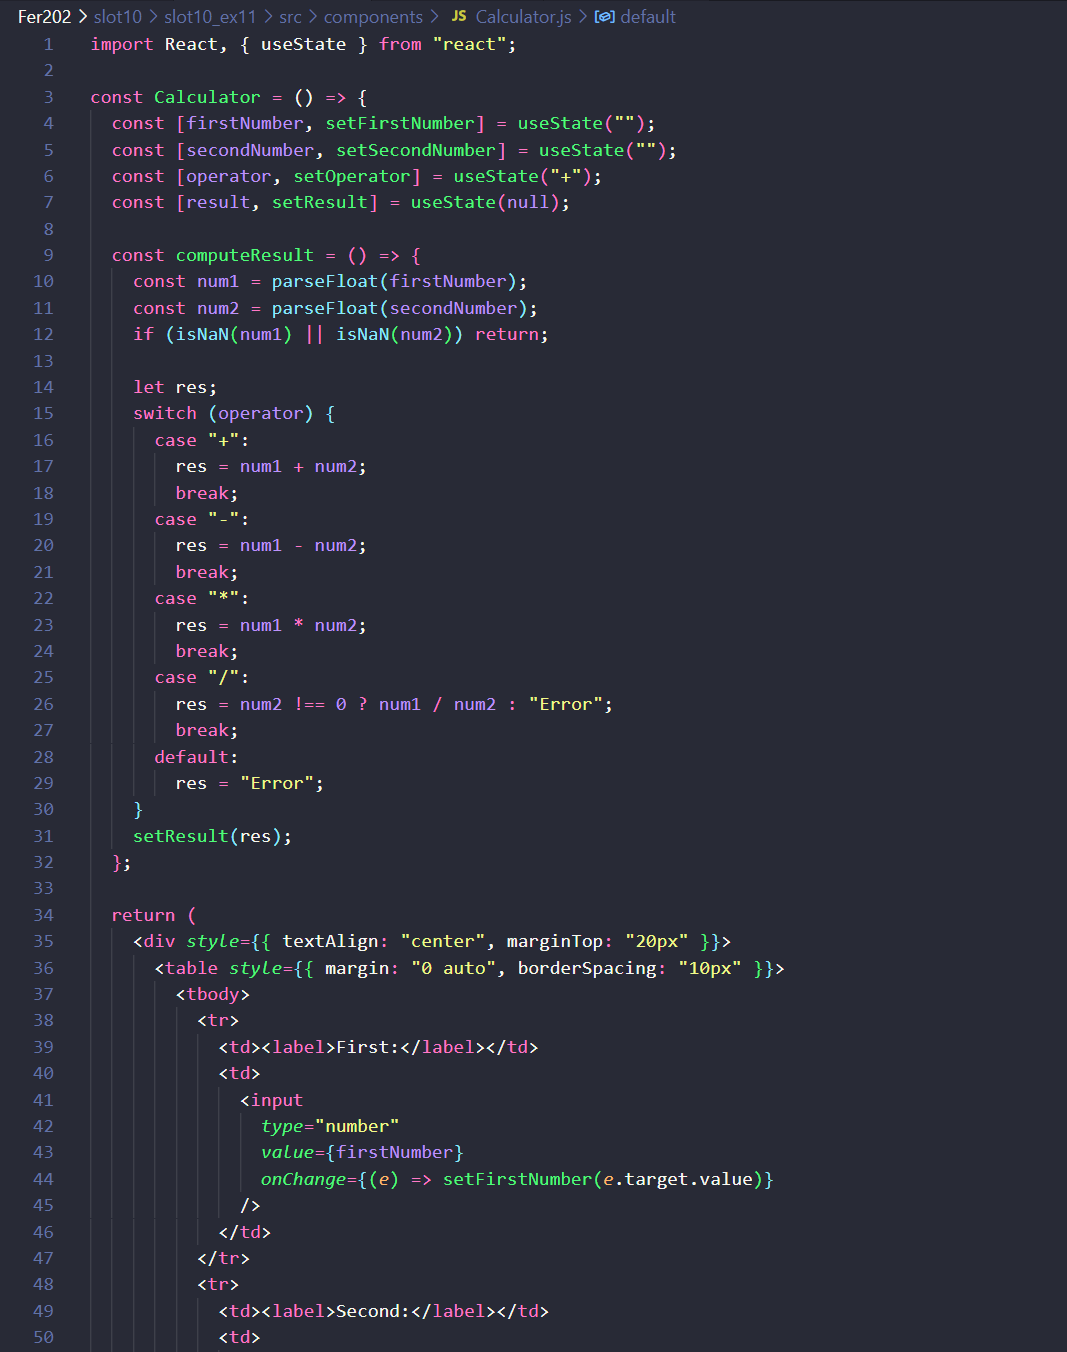 Fer202 > slot10 > slot10_ex11 > src > components > JS Calculator.js > default
1 import React, { useState } from "react";
2
3 const Calculator = () => {
4   const [firstNumber, setFirstNumber] = useState("");
5   const [secondNumber, setSecondNumber] = useState("");
6   const [operator, setOperator] = useState("+");
7   const [result, setResult] = useState(null);
8
9   const computeResult = () => {
10     const num1 = parseFloat(firstNumber);
11     const num2 = parseFloat(secondNumber);
12     if (isNaN(num1) || isNaN(num2)) return;
13
14     let res;
15     switch (operator) {
16       case "+":
17         res = num1 + num2;
18         break;
19       case "-":
20         res = num1 - num2;
21         break;
22       case "*":
23         res = num1 * num2;
24         break;
25       case "/":
26         res = num2 !== 0 ? num1 / num2 : "Error";
27         break;
28       default:
29         res = "Error";
30     }
31     setResult(res);
32   };
33
34   return (
35     <div style={{ textAlign: "center", marginTop: "20px" }}>
36       <table style={{ margin: "0 auto", borderSpacing: "10px" }}>
37         <tbody>
38           <tr>
39             <td><label>First:</label></td>
40             <td>
41               <input
42                 type="number"
43                 value={firstNumber}
44                 onChange={(e) => setFirstNumber(e.target.value)}
45               />
46             </td>
47           </tr>
48           <tr>
49             <td><label>Second:</label></td>
50             <td>